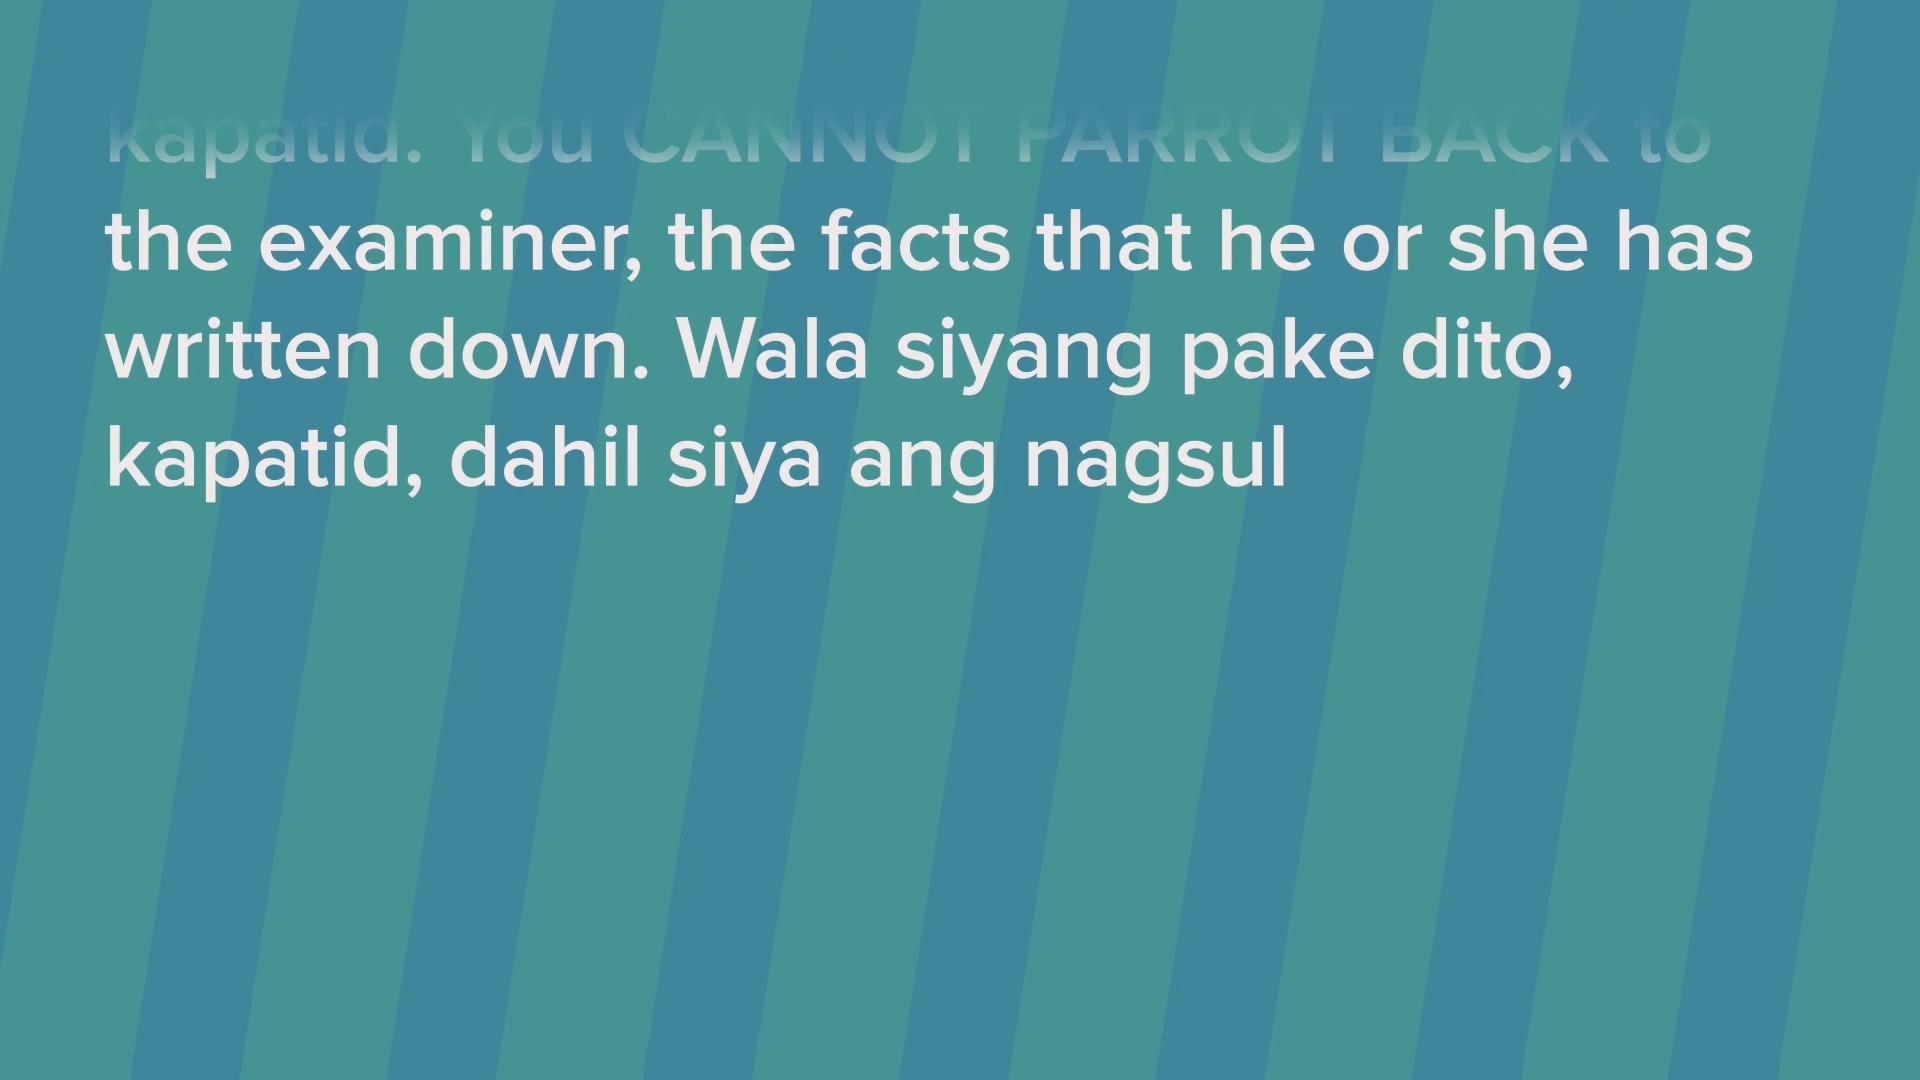 kapatid. You CANNOT PARROT BACK to
the examiner, the facts that he or she has
written down. Wala siyang pake dito,
kapatid, dahil siya ang nagsul